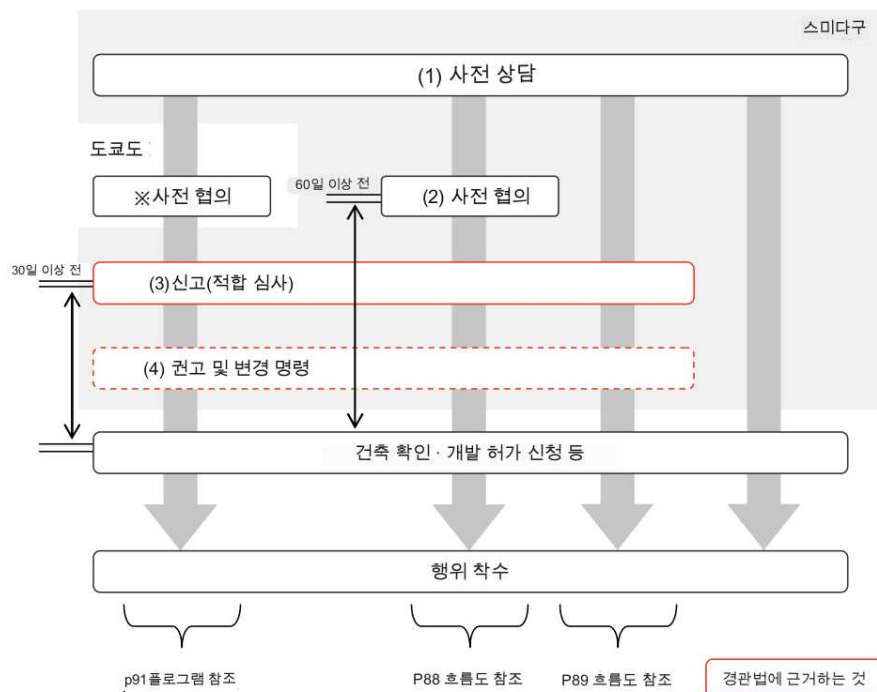 스미다구
(1) 사전 상담
도쿄도
※사전 협의
60일 이상 전
(2) 사전 협의
30일 이상 전
(3)신고(적합 심사)
(4) 권고 및 변경 명령
건축 확인 · 개발 허가 신청 등
행위 착수
p91플로그램 참조
P88 흐름도 참조
P89 흐름도 참조
경관법에 근거하는 것